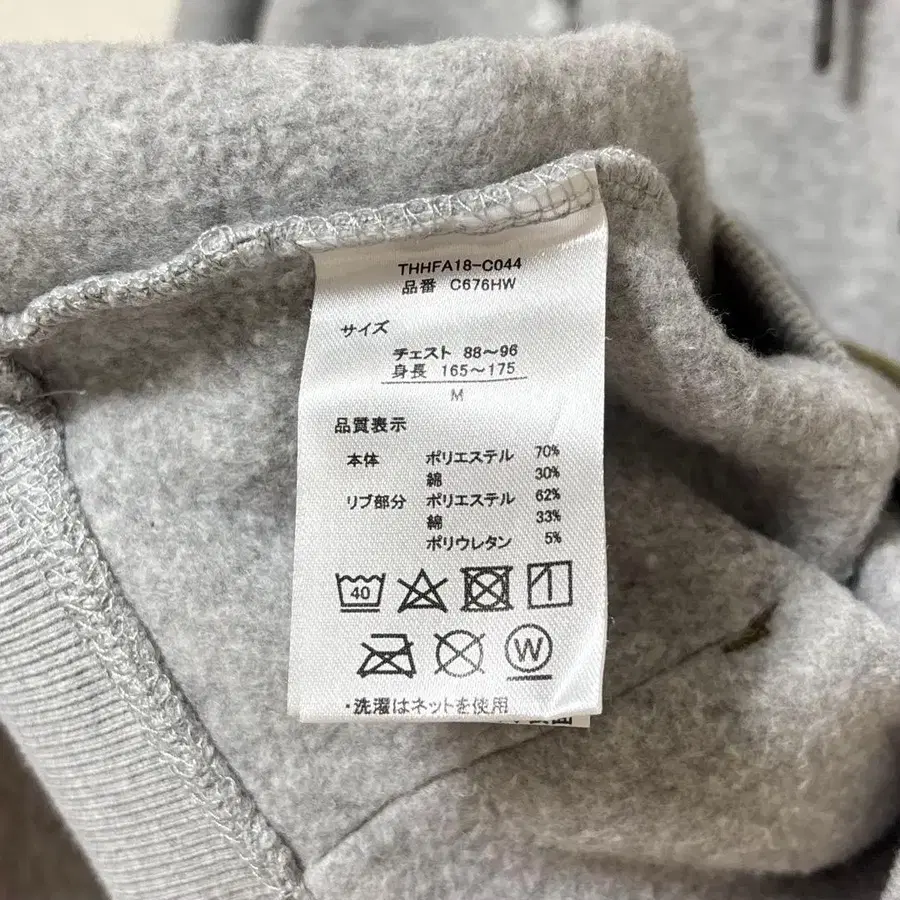 THHFA18-C044
品番 C676HW
サイズ
チェスト 88～96
身長 165～175
M
品質表示
本体 ポリエステル 70%
綿 30%
リブ部分 ポリエステル 62%
綿 33%
ポリウレタン 5%
40
W
・洗濯はネットを使用